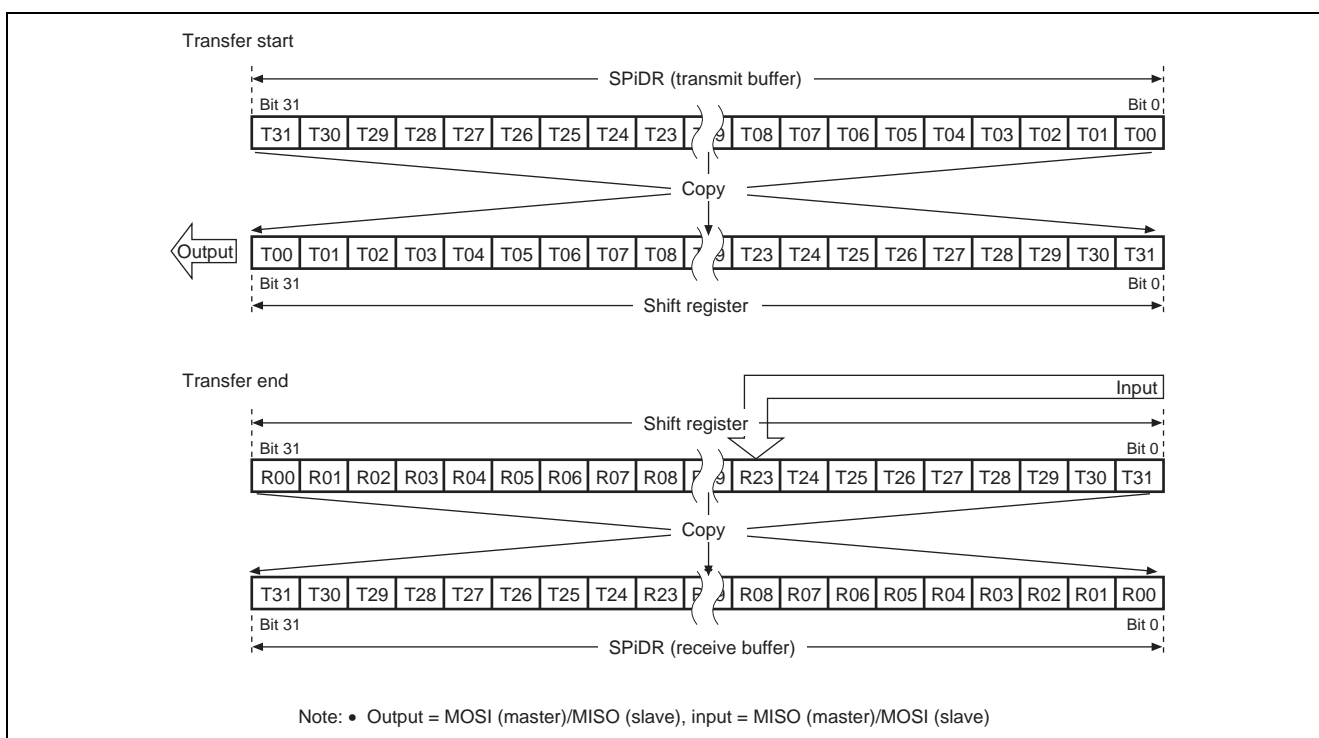 Transfer start
SPiDR (transmit buffer)
Bit 31 Bit 0
T31 T30 T29 T28 T27 T26 T25 T24 T23 T08 T07 T06 T05 T04 T03 T02 T01 T00
Copy
Output T00 T01 T02 T03 T04 T05 T06 T07 T08 T23 T24 T25 T26 T27 T28 T29 T30 T31
Bit 31 Bit 0
Shift register
Transfer end
Input
Shift register
Bit 31 Bit 0
R00 R01 R02 R03 R04 R05 R06 R07 R08 R23 T24 T25 T26 T27 T28 T29 T30 T31
Copy
T31 T30 T29 T28 T27 T26 T25 T24 R23 R08 R07 R06 R05 R04 R03 R02 R01 R00
Bit 31 Bit 0
SPiDR (receive buffer)
Note: • Output = MOSI (master)/MISO (slave), input = MISO (master)/MOSI (slave)